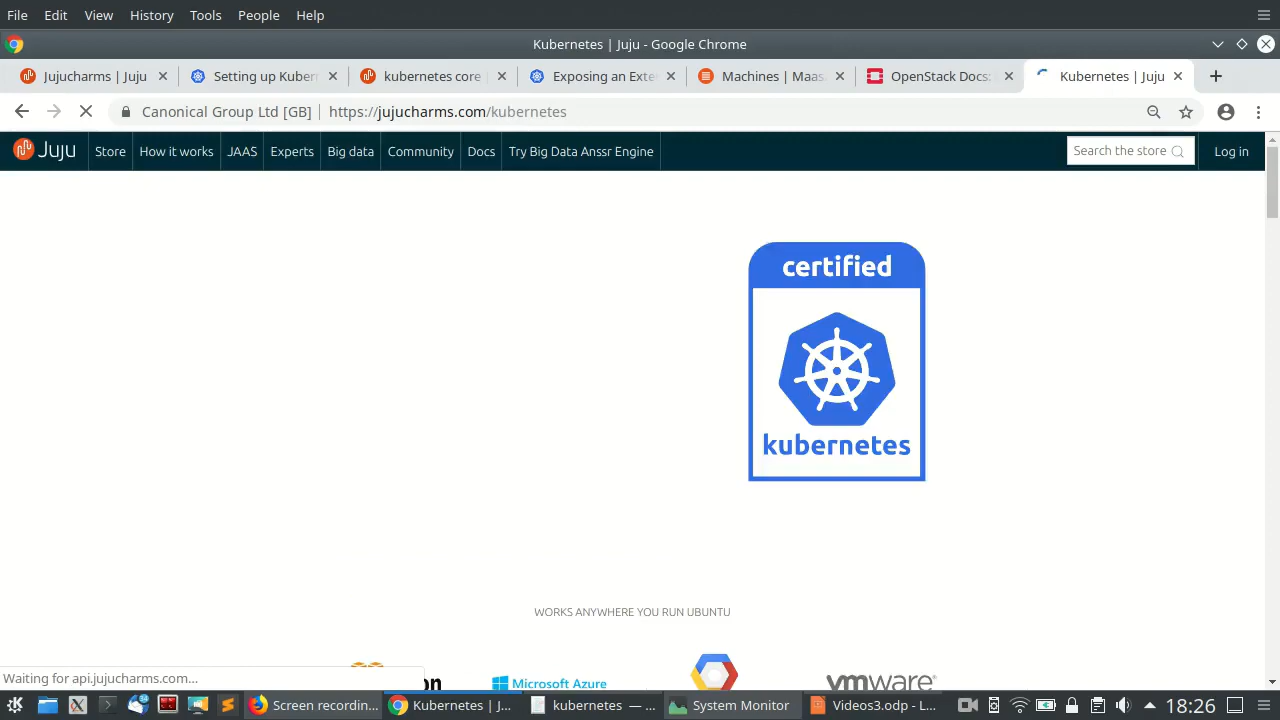 File Edit View History Tools People Help
Kubernetes | Juju - Google Chrome
Jujucharms | Juju
Setting up Kubern
kubernetes core |
Exposing an Exte
Machines | Maas
OpenStack Docs:
Kubernetes | Juju
Canonical Group Ltd [GB] https://jujucharms.com/kubernetes
Juju Store How it works JAAS Experts Big data Community Docs Try Big Data Anssr Engine Search the store Log in
certified
kubernetes
WORKS ANYWHERE YOU RUN UBUNTU
Microsoft Azure
vmware
Waiting for api.jujucharms.com...
Screen recordin...
Kubernetes | J...
kubernetes — ...
System Monitor
Videos3.odp - L...
18:26